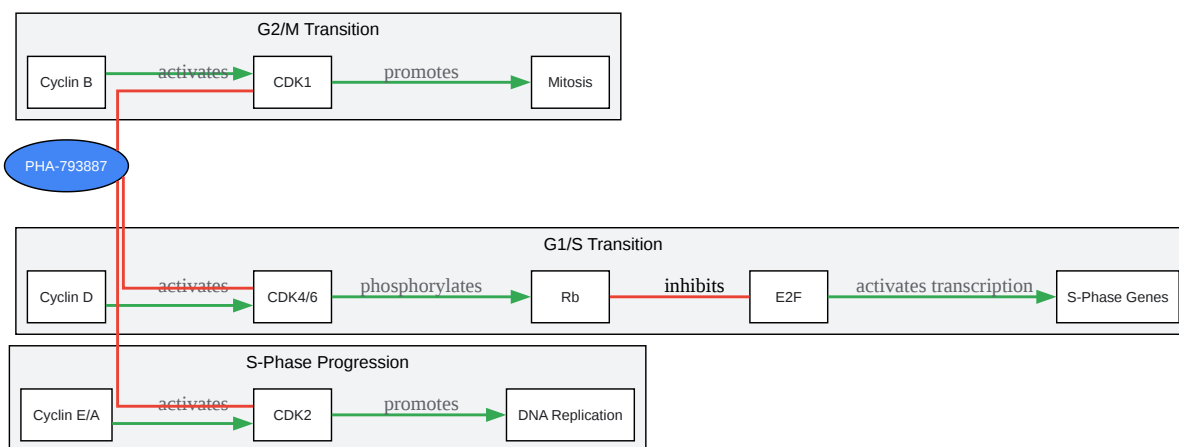 G2/M Transition
Cyclin B
activates
CDK1
promotes
Mitosis
PHA-793887
G1/S Transition
Cyclin D
activates
CDK4/6
phosphorylates
Rb
inhibits
E2F
activates transcription
S-Phase Genes
S-Phase Progression
Cyclin E/A
activates
CDK2
promotes
DNA Replication